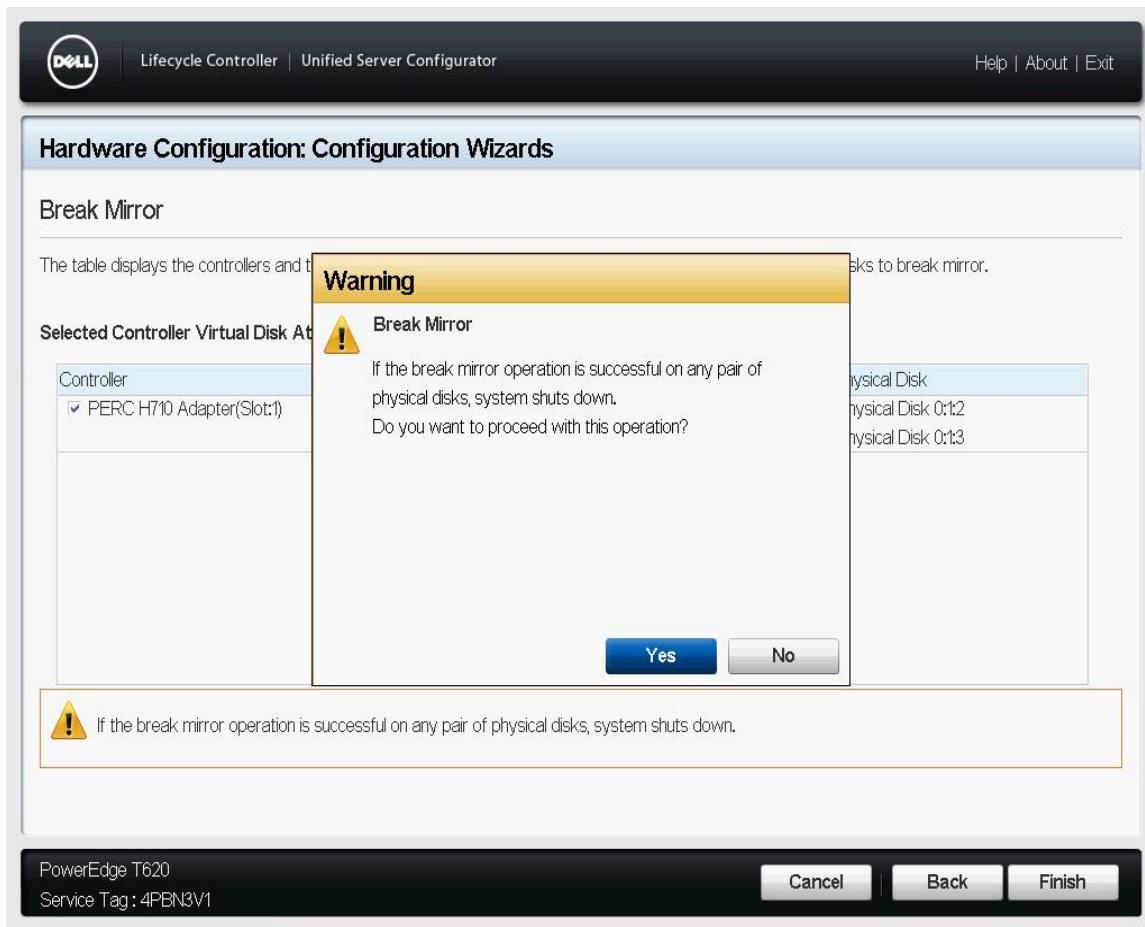 DELL
Lifecycle Controller | Unified Server Configurator
Help | About | Exit
Hardware Configuration: Configuration Wizards
Break Mirror
The table displays the controllers and t
sks to break mirror.
Selected Controller Virtual Disk At
Controller
ysical Disk
PERC H710 Adapter(Slot:1)
ysical Disk 0:1:2
ysical Disk 0:1:3
Warning
Break Mirror
If the break mirror operation is successful on any pair of
physical disks, system shuts down.
Do you want to proceed with this operation?
Yes
No
If the break mirror operation is successful on any pair of physical disks, system shuts down.
PowerEdge T620
Service Tag : 4PBN3V1
Cancel
Back
Finish